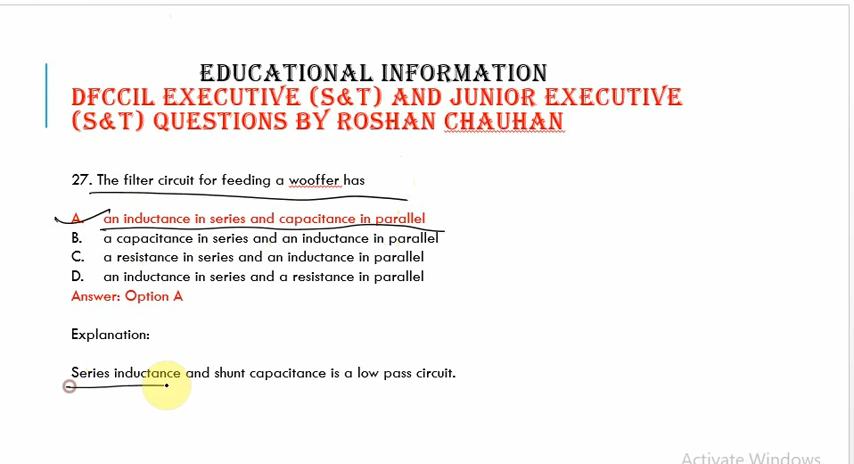 EDUCATIONAL INFORMATION
DFCCIL EXECUTIVE (S&T) AND JUNIOR EXECUTIVE
(S&T) QUESTIONS BY ROSHAN CHAUHAN
27. The filter circuit for feeding a wooffer has
A. an inductance in series and capacitance in parallel
B. a capacitance in series and an inductance in parallel
C. a resistance in series and an inductance in parallel
D. an inductance in series and a resistance in parallel
Answer: Option A
Explanation:
Series inductance and shunt capacitance is a low pass circuit.
Activate Windows